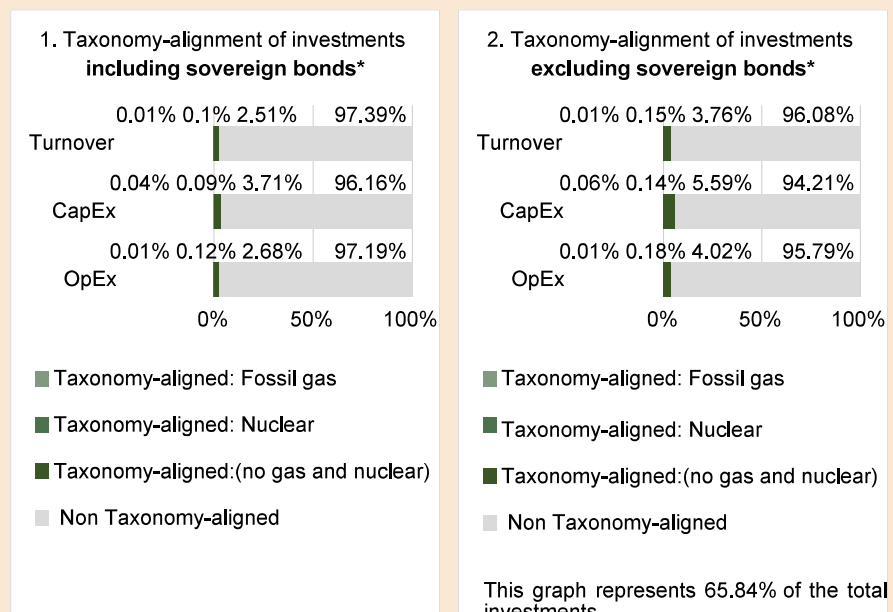 1. Taxonomy-alignment of investments
including sovereign bonds*
0.01% 0.1% 2.51% 97.39%
Turnover
0.04% 0.09% 3.71% 96.16%
CapEx
0.01% 0.12% 2.68% 97.19%
OpEx
0% 50% 100%
Taxonomy-aligned: Fossil gas
Taxonomy-aligned: Nuclear
Taxonomy-aligned:(no gas and nuclear)
Non Taxonomy-aligned
2. Taxonomy-alignment of investments
excluding sovereign bonds*
0.01% 0.15% 3.76% 96.08%
Turnover
0.06% 0.14% 5.59% 94.21%
CapEx
0.01% 0.18% 4.02% 95.79%
OpEx
0% 50% 100%
Taxonomy-aligned: Fossil gas
Taxonomy-aligned: Nuclear
Taxonomy-aligned:(no gas and nuclear)
Non Taxonomy-aligned
This graph represents 65.84% of the total
investments